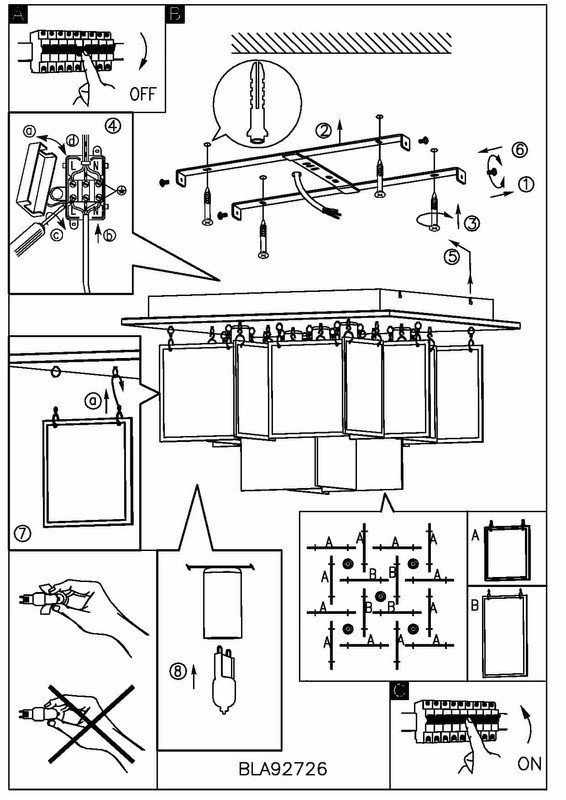 A
B
OFF
④
ⓐ
ⓓ
L
N
L
N
ⓒ
ⓑ
②
⑥
①
③
⑤
ⓐ
⑦
⑧
A A A A
A B B A
A B B A
A A A A
A
B
C
ON
BLA92726